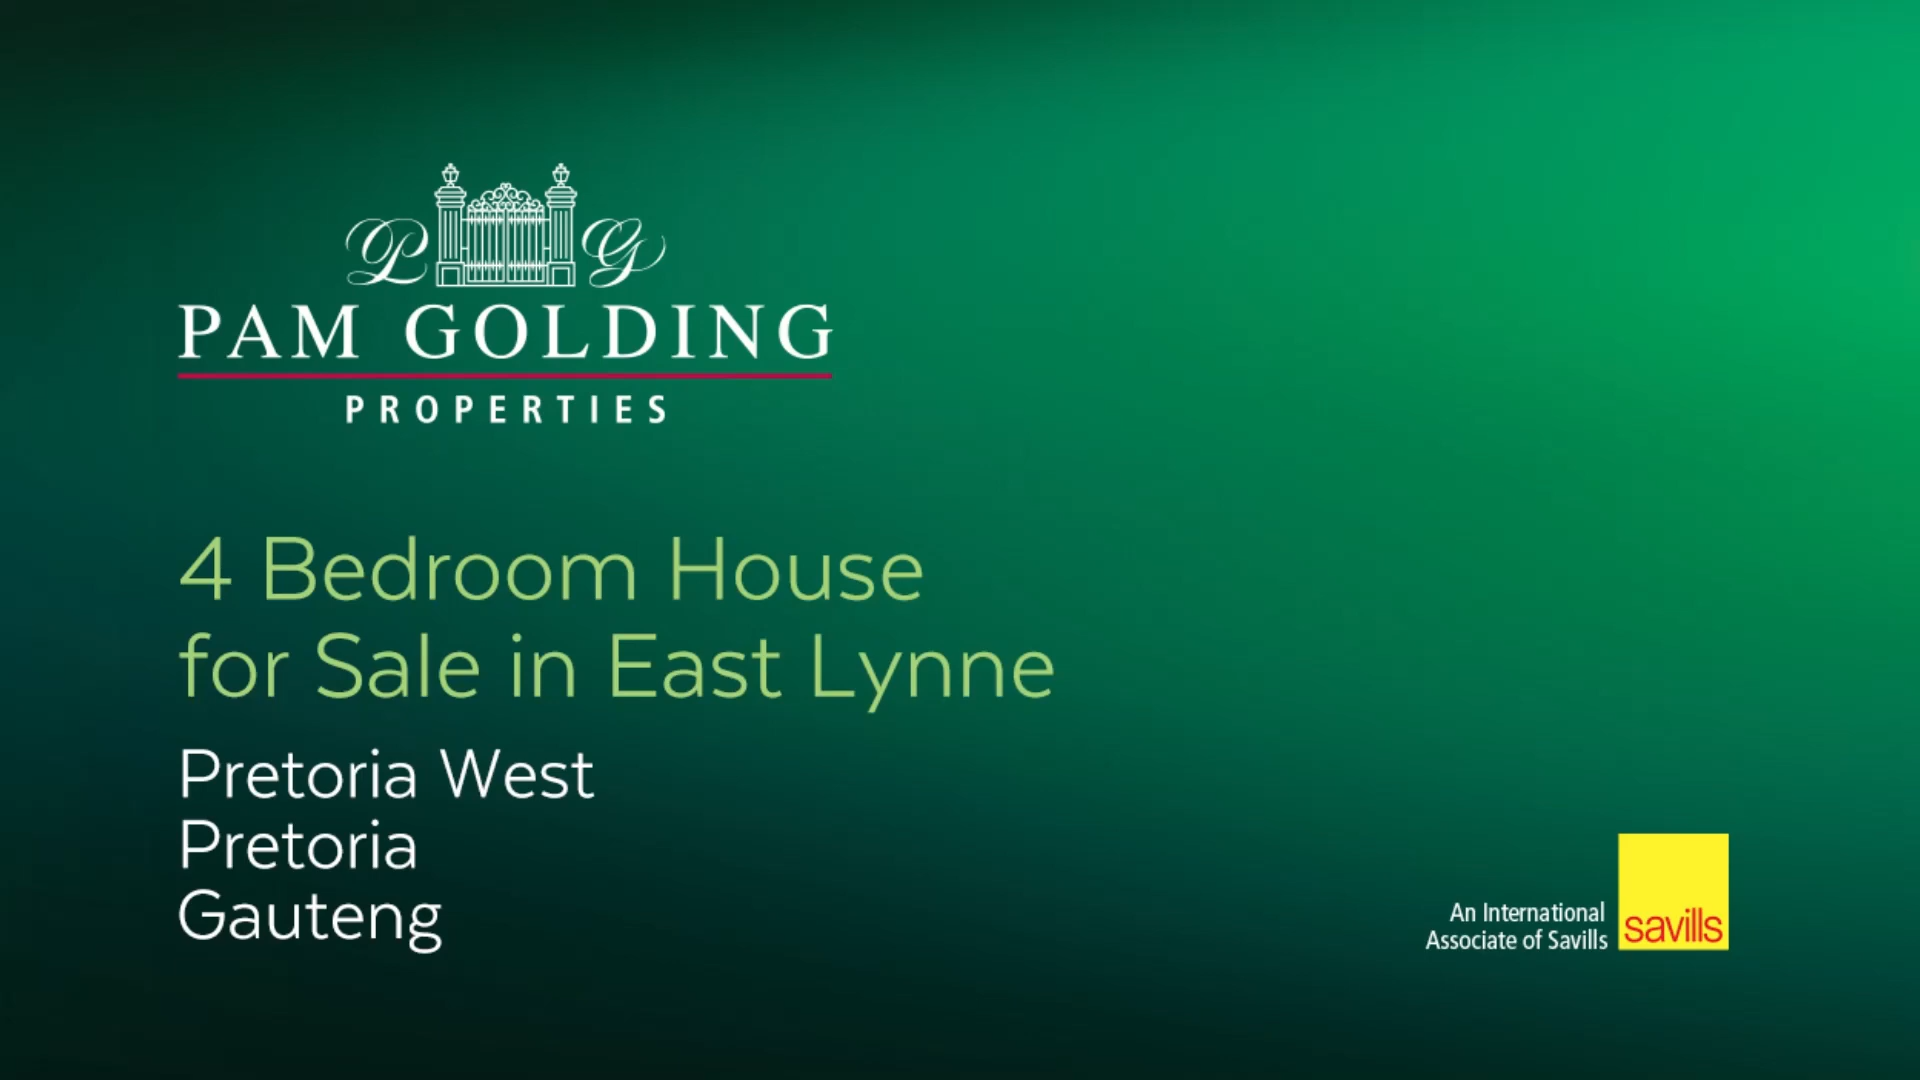 P G
PAM GOLDING
PROPERTIES
4 Bedroom House
for Sale in East Lynne
Pretoria West
Pretoria
Gauteng
An International
Associate of Savills
savills